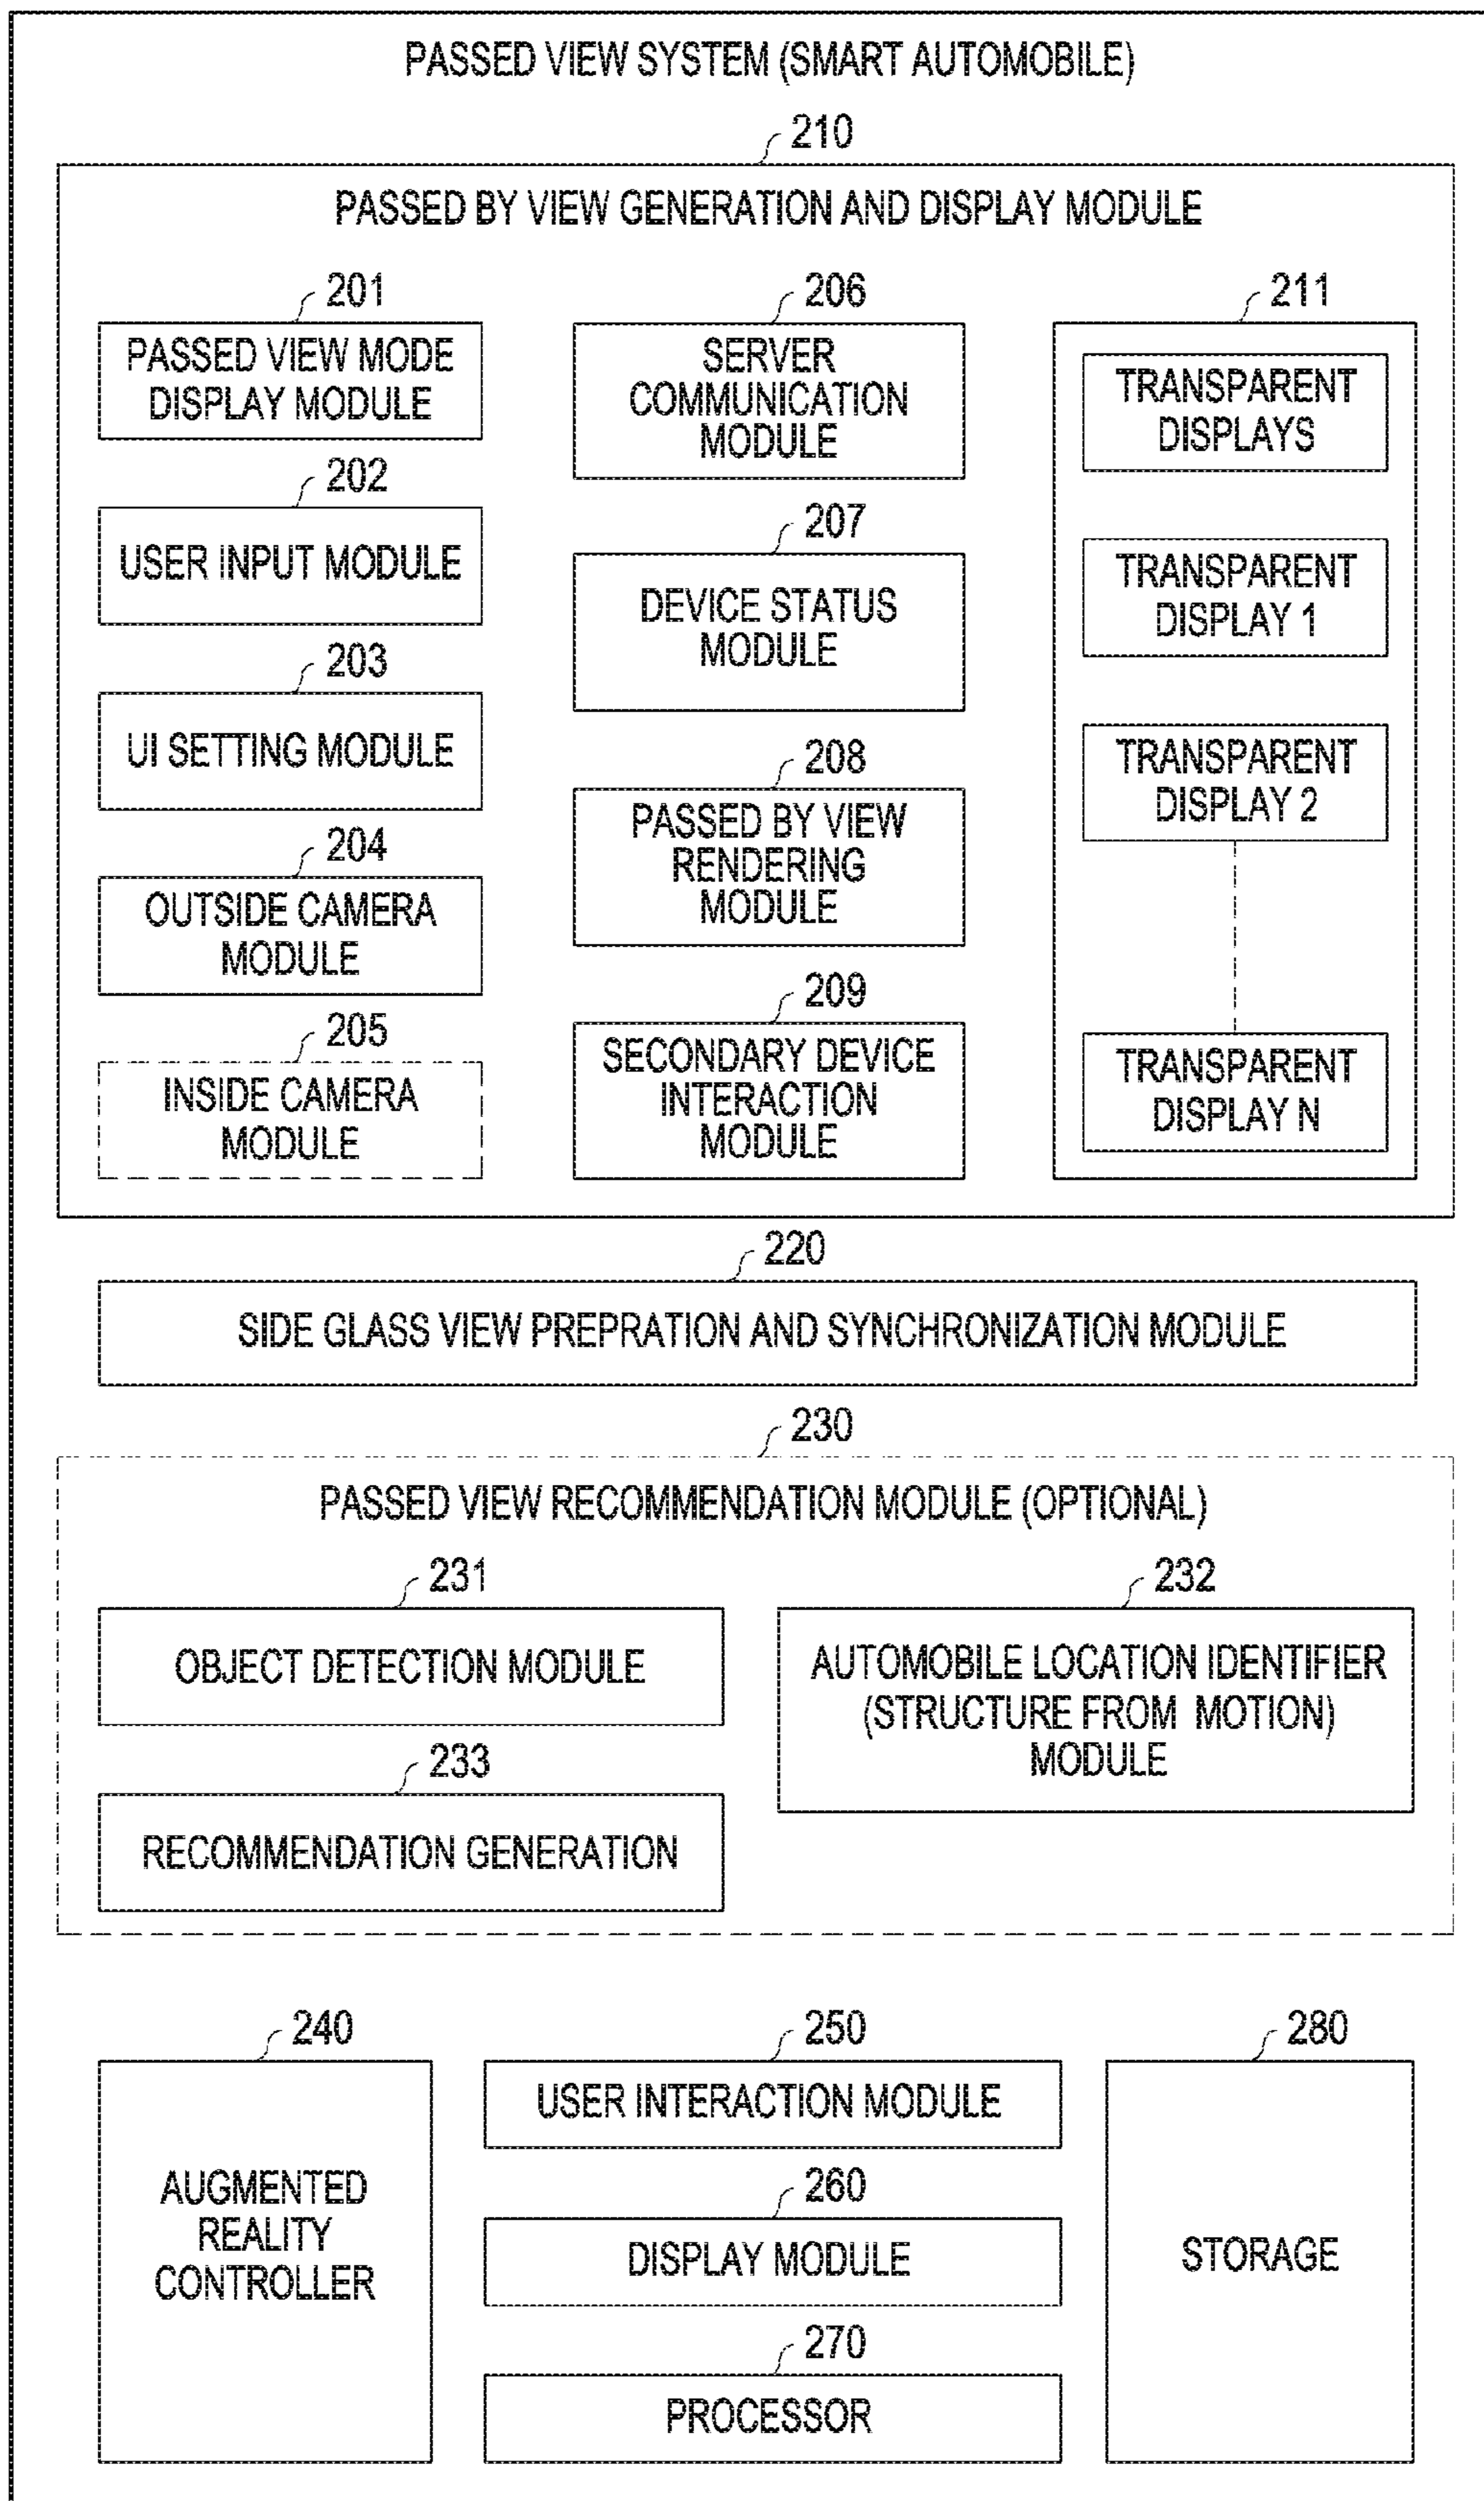 PASSED VIEW SYSTEM (SMART AUTOMOBILE)
210
PASSED BY VIEW GENERATION AND DISPLAY MODULE
201
PASSED VIEW MODE
DISPLAY MODULE
202
USER INPUT MODULE
203
UI SETTING MODULE
204
OUTSIDE CAMERA
MODULE
205
INSIDE CAMERA
MODULE
206
SERVER
COMMUNICATION
MODULE
207
DEVICE STATUS
MODULE
208
PASSED BY VIEW
RENDERING
MODULE
209
SECONDARY DEVICE
INTERACTION
MODULE
211
TRANSPARENT
DISPLAYS
TRANSPARENT
DISPLAY 1
TRANSPARENT
DISPLAY 2
TRANSPARENT
DISPLAY N
220
SIDE GLASS VIEW PREPRATION AND SYNCHRONIZATION MODULE
230
PASSED VIEW RECOMMENDATION MODULE (OPTIONAL)
231
OBJECT DETECTION MODULE
232
AUTOMOBILE LOCATION IDENTIFIER
(STRUCTURE FROM MOTION)
MODULE
233
RECOMMENDATION GENERATION
240
AUGMENTED
REALITY
CONTROLLER
250
USER INTERACTION MODULE
260
DISPLAY MODULE
270
PROCESSOR
280
STORAGE